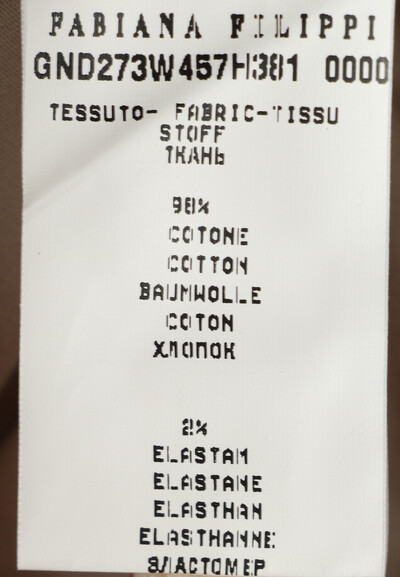 FABIANA FILIPPI
GND273W457H381 0000
TESSUTO- FABRIC-TISSU
STOFF
ТКАНЬ
98%
COTONE
COTTON
BAUMWOLLE
COTON
ХЛОПОК
2%
ELASTAM
ELASTANE
ELASTHAN
ELASTHANNE:
ЭЛАСТОМЕР